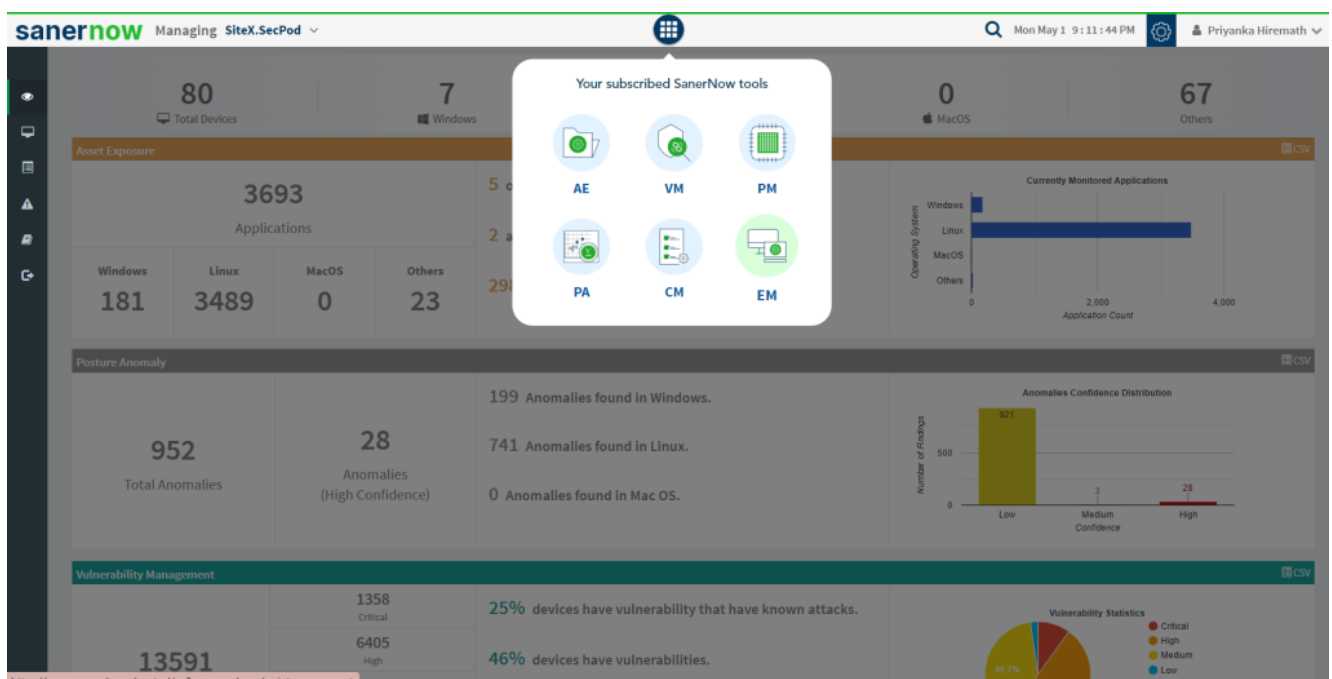 sanernow Managing SiteX.SecPod
Mon May 1 9 : 11 : 44 PM
Priyanka Hiremath
Your subscribed SanerNow tools
AE VM PM
PA CM EM
80
Total Devices
7
Windows
0
MacOS
67
Others
Asset Exposure
CSV
3693
Applications
Windows Linux MacOS Others
181 3489 0 23
5
2
Currently Monitored Applications
Operating System
Windows
Linux
MacOS
Others
0 2,000 4,000
Application Count
Posture Anomaly
CSV
952
Total Anomalies
28
Anomalies
(High Confidence)
199 Anomalies found in Windows.
741 Anomalies found in Linux.
0 Anomalies found in Mac OS.
Anomalies Confidence Distribution
Number of Findings
500
0
921
3
28
Low Medium High
Confidence
Vulnerability Management
CSV
13591
1358
Critical
6405
High
25% devices have vulnerability that have known attacks.
46% devices have vulnerabilities.
Vulnerability Statistics
Critical
High
Medium
Low
40.7%